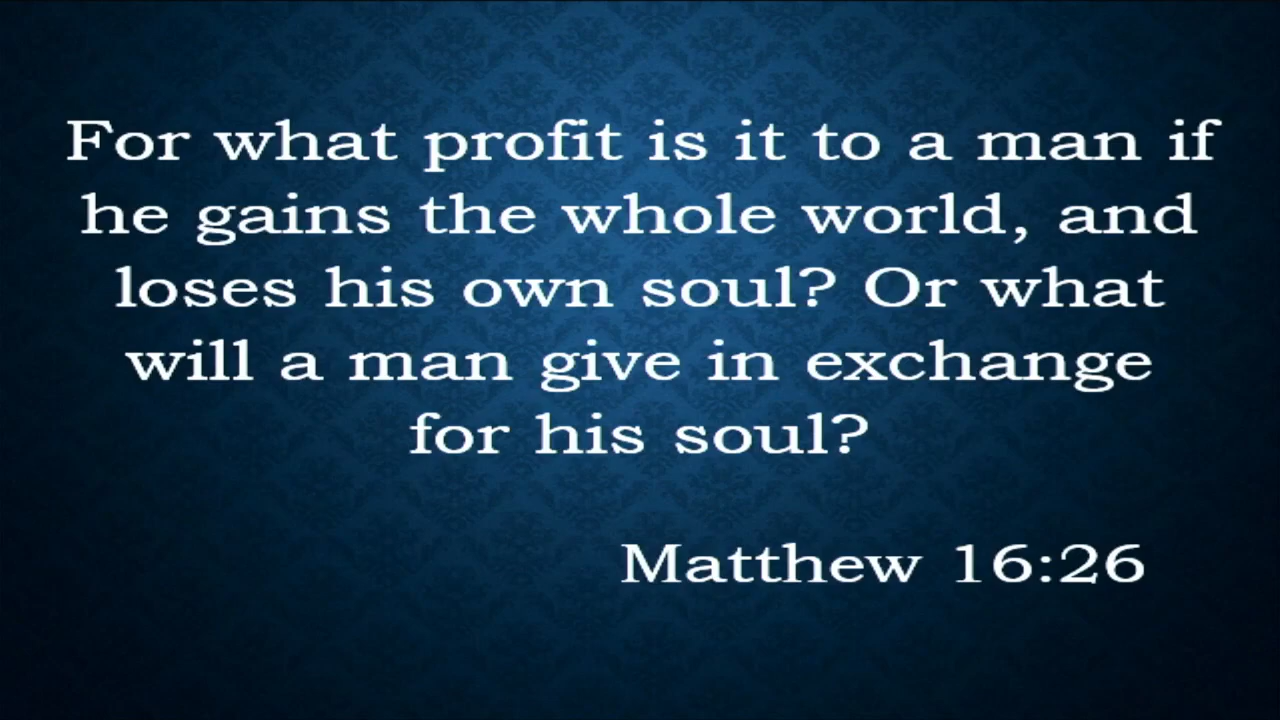 For what profit is it to a man if
he gains the whole world, and
loses his own soul? Or what
will a man give in exchange
for his soul?
Matthew 16:26